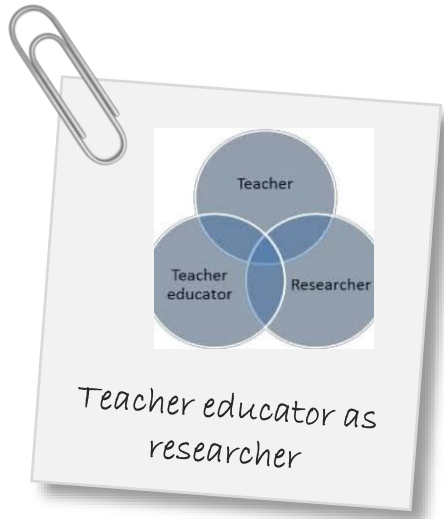 Teacher
Teacher
educator
Researcher
Teacher educator as
researcher